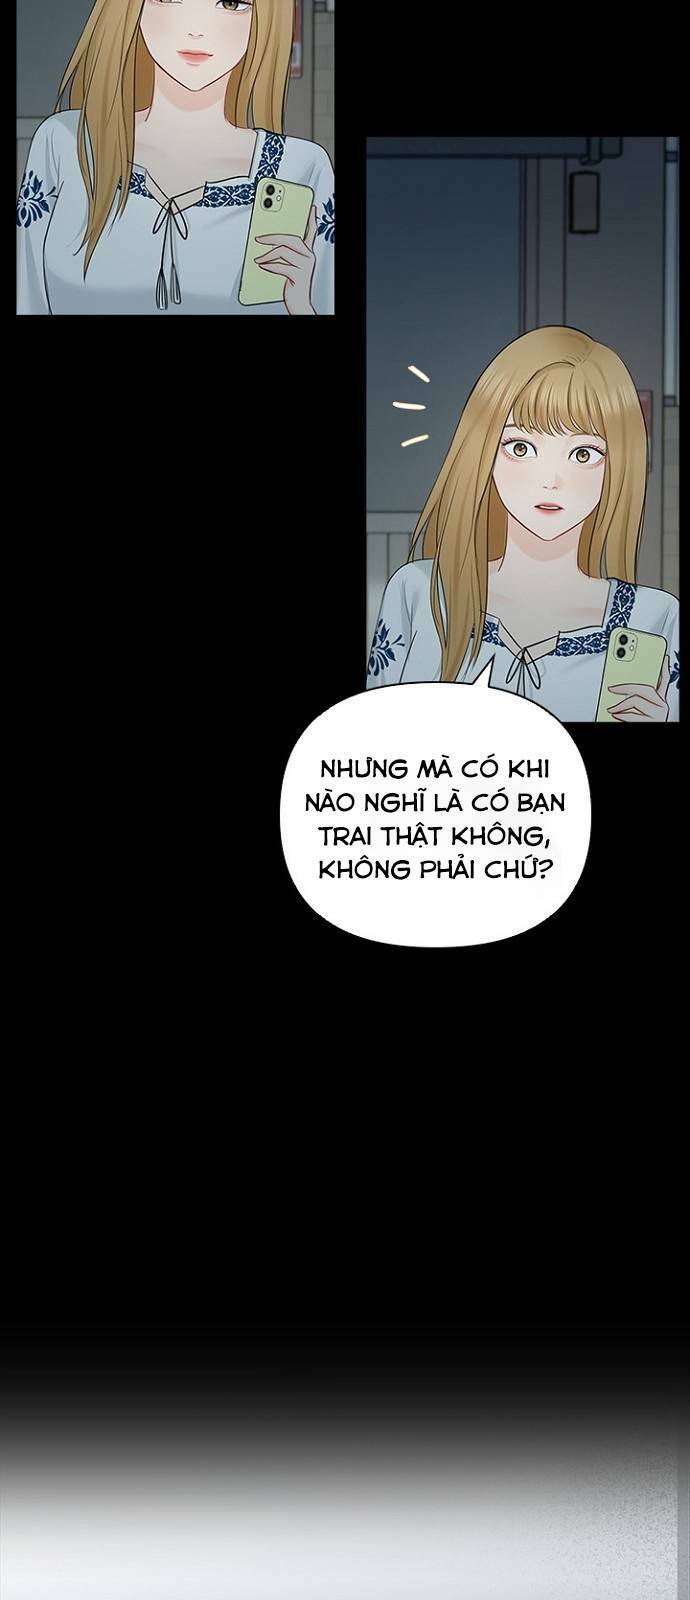 NHƯNG MÀ CÓ KHI
NÀO NGHĨ LÀ CÓ BẠN
TRAI THẬT KHÔNG,
KHÔNG PHẢI CHỨ?